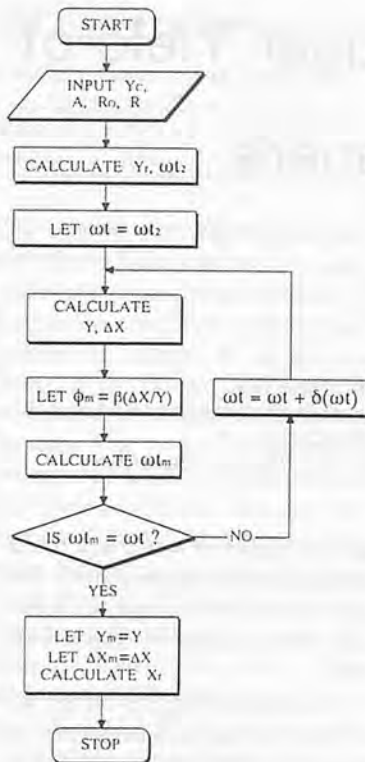 START
INPUT Yc,
A, Ro, R
CALCULATE Yr, ωt₂
LET ωt = ωt₂
CALCULATE
Y, ΔX
LET ϕm = β(ΔX/Y)
ωt = ωt + δ(ωt)
CALCULATE ωtm
IS ωtm = ωt ?
NO
YES
LET Ym=Y
LET ΔXm=ΔX
CALCULATE Xr
STOP